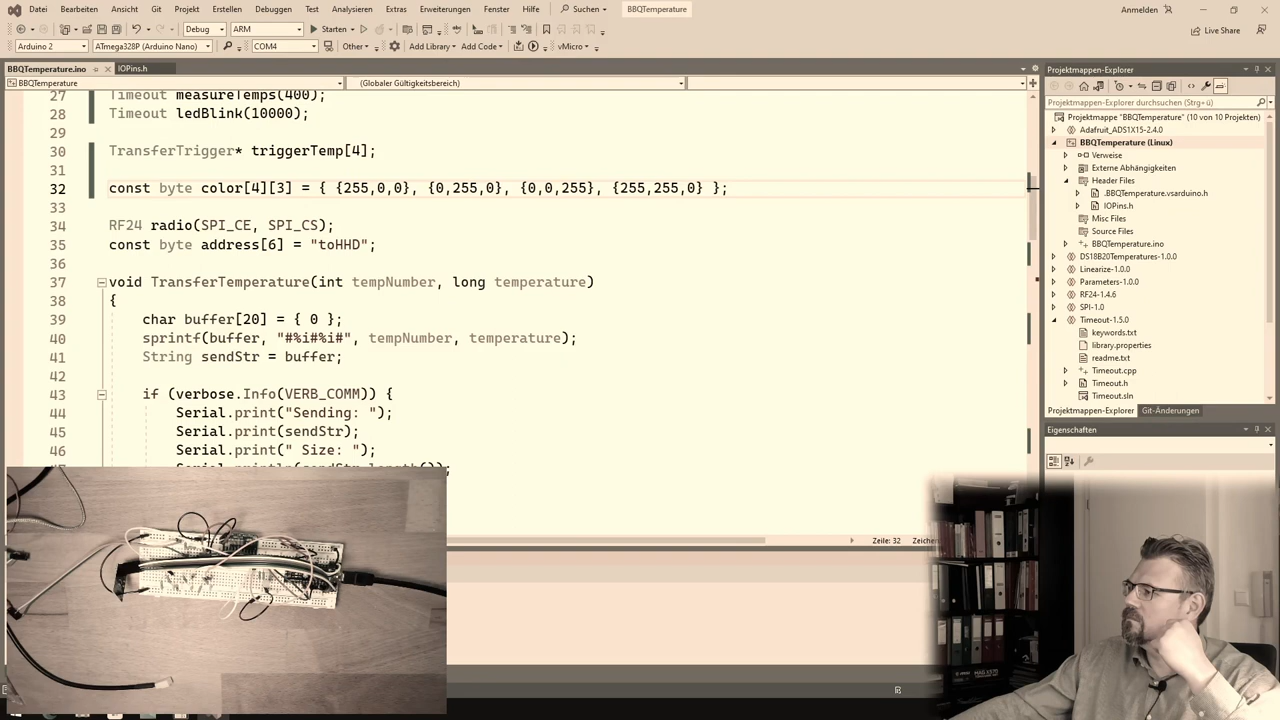 Datei Bearbeiten Ansicht Git Projekt Erstellen Debuggen Test Analysieren Extras Erweiterungen Fenster Hilfe Suchen BBQTemperature Anmelden
Debug ARM Starten Live Share
Arduino 2 ATmega328P (Arduino Nano) COM4 Other Add Library Add Code vMicro
BBQTemperature.ino IOPins.h
BBQTemperature (Globaler Gültigkeitsbereich)
27 Timeout measureTemps(400);
28 Timeout ledBlink(10000);
29
30 TransferTrigger* triggerTemp[4];
31
32 const byte color[4][3] = { {255,0,0}, {0,255,0}, {0,0,255}, {255,255,0} };
33
34 RF24 radio(SPI_CE, SPI_CS);
35 const byte address[6] = "toHHD";
36
37 void TransferTemperature(int tempNumber, long temperature)
38 {
39 char buffer[20] = { 0 };
40 sprintf(buffer, "#%i#%i#", tempNumber, temperature);
41 String sendStr = buffer;
42
43 if (verbose.Info(VERB_COMM)) {
44 Serial.print("Sending: ");
45 Serial.print(sendStr);
46 Serial.print(" Size: ");
47 Serial.println(sendStr.length());
Zeile: 32 Zeichen
Projektmappen-Explorer
Projektmappen-Explorer durchsuchen (Strg+ü)
Projektmappe "BBQTemperature" (10 von 10 Projekten)
Adafruit_ADS1X15-2.4.0
BBQTemperature (Linux)
Verweise
Externe Abhängigkeiten
Header Files
.BBQTemperature.vsarduino.h
IOPins.h
Misc Files
Source Files
BBQTemperature.ino
DS18B20Temperatures-1.0.0
Linearize-1.0.0
Parameters-1.0.0
RF24-1.4.6
SPI-1.0
Timeout-1.5.0
keywords.txt
library.properties
readme.txt
Timeout.cpp
Timeout.h
Timeout.sln
Projektmappen-Explorer Git-Änderungen
Eigenschaften